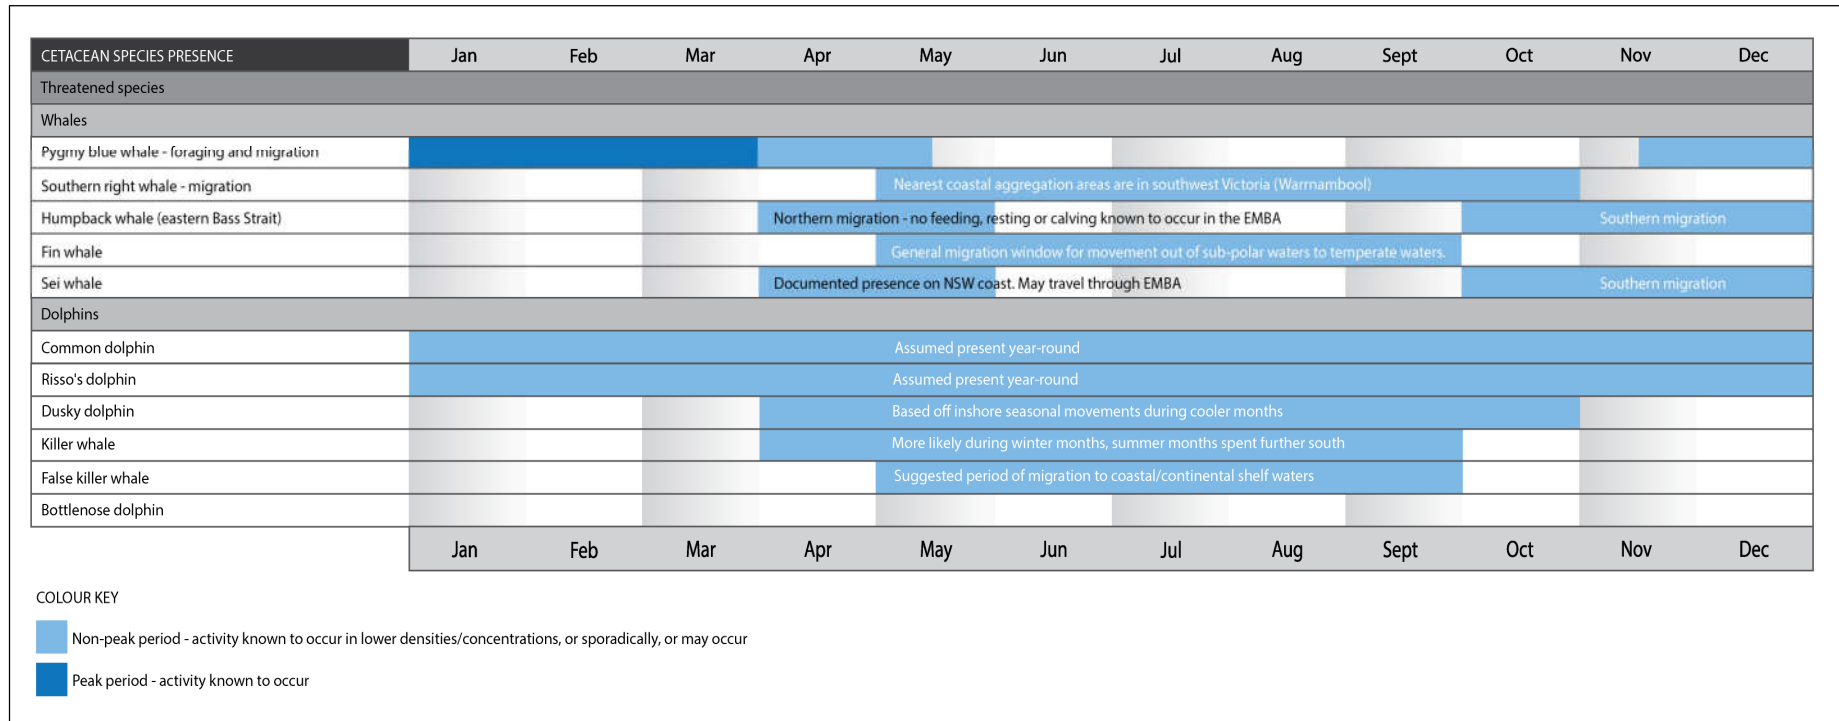 CETACEAN SPECIES PRESENCE Jan Feb Mar Apr May Jun Jul Aug Sept Oct Nov Dec
Threatened species
Whales
Pygmy blue whale - foraging and migration
Southern right whale - migration Nearest coastal aggregation areas are in southwest Victoria (Warrnambool)
Humpback whale (eastern Bass Strait) Northern migration - no feeding, resting or calving known to occur in the EMBA Southern migration
Fin whale General migration window for movement out of sub-polar waters to temperate waters.
Sei whale Documented presence on NSW coast. May travel through EMBA Southern migration
Dolphins
Common dolphin Assumed present year-round
Risso's dolphin Assumed present year-round
Dusky dolphin Based off inshore seasonal movements during cooler months
Killer whale More likely during winter months, summer months spent further south
False killer whale Suggested period of migration to coastal/continental shelf waters
Bottlenose dolphin
Jan Feb Mar Apr May Jun Jul Aug Sept Oct Nov Dec
COLOUR KEY
Non-peak period - activity known to occur in lower densities/concentrations, or sporadically, or may occur
Peak period - activity known to occur